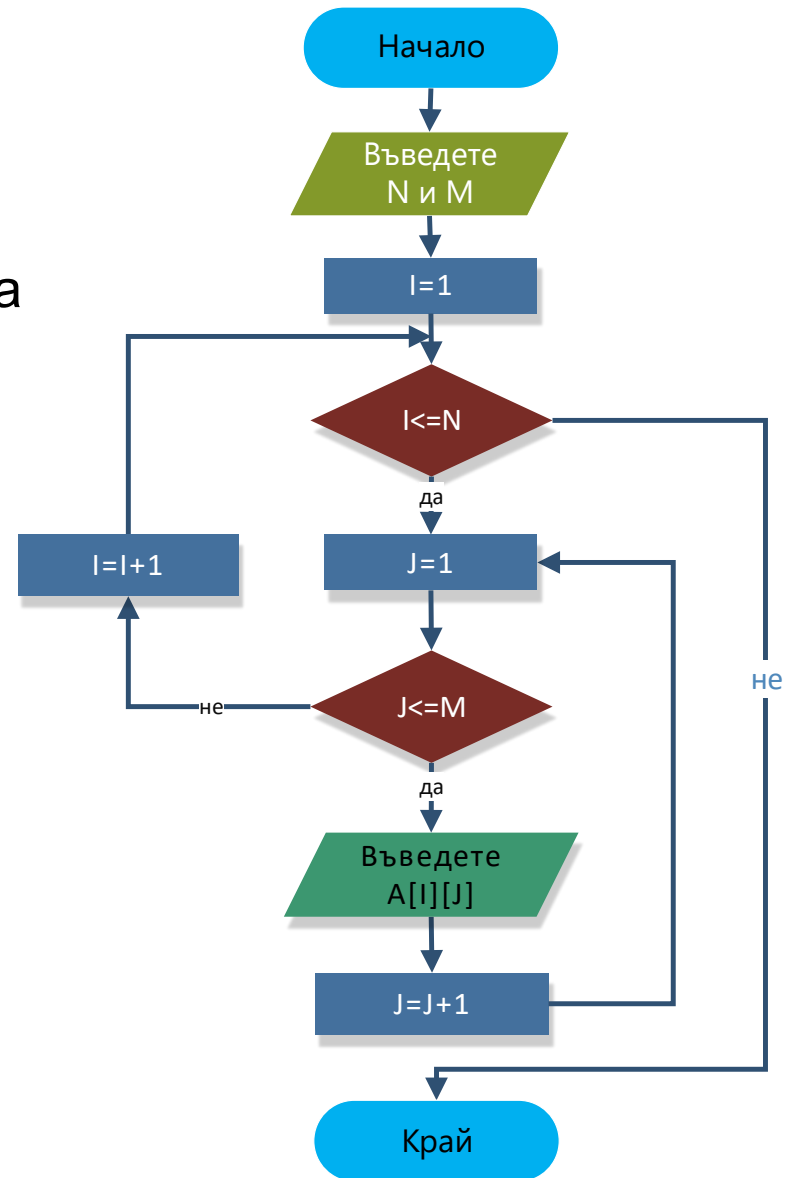 Начало
Въведете
N и M
а
I=1
I<=N
да
I=I+1
J=1
не
не
J<=M
да
Въведете
A[I][J]
J=J+1
Край